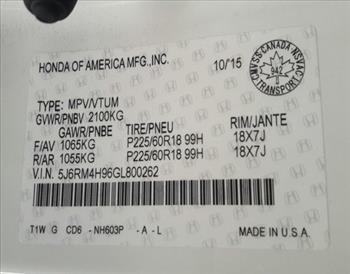 HONDA OF AMERICA MFG.,INC.
10/15
CMVSS·CANADA·NSVAC
942
TRANSPORT
TYPE: MPV/VTUM
GVWR/PNBV 2100KG
GAWR/PNBE TIRE/PNEU RIM/JANTE
F/AV 1065KG P225/60R18 99H 18X7J
R/AR 1055KG P225/60R18 99H 18X7J
V.I.N. 5J6RM4H96GL800262
T1W G CD6 -NH603P -A-L MADE IN U.S.A.